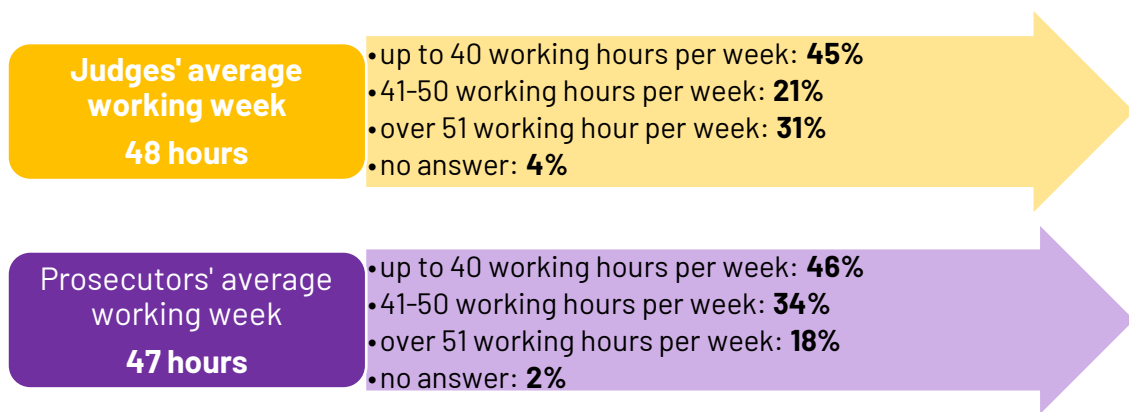 Judges' average
working week
48 hours
•up to 40 working hours per week: 45%
•41-50 working hours per week: 21%
•over 51 working hour per week: 31%
•no answer: 4%
Prosecutors' average
working week
47 hours
•up to 40 working hours per week: 46%
•41-50 working hours per week: 34%
•over 51 working hours per week: 18%
•no answer: 2%